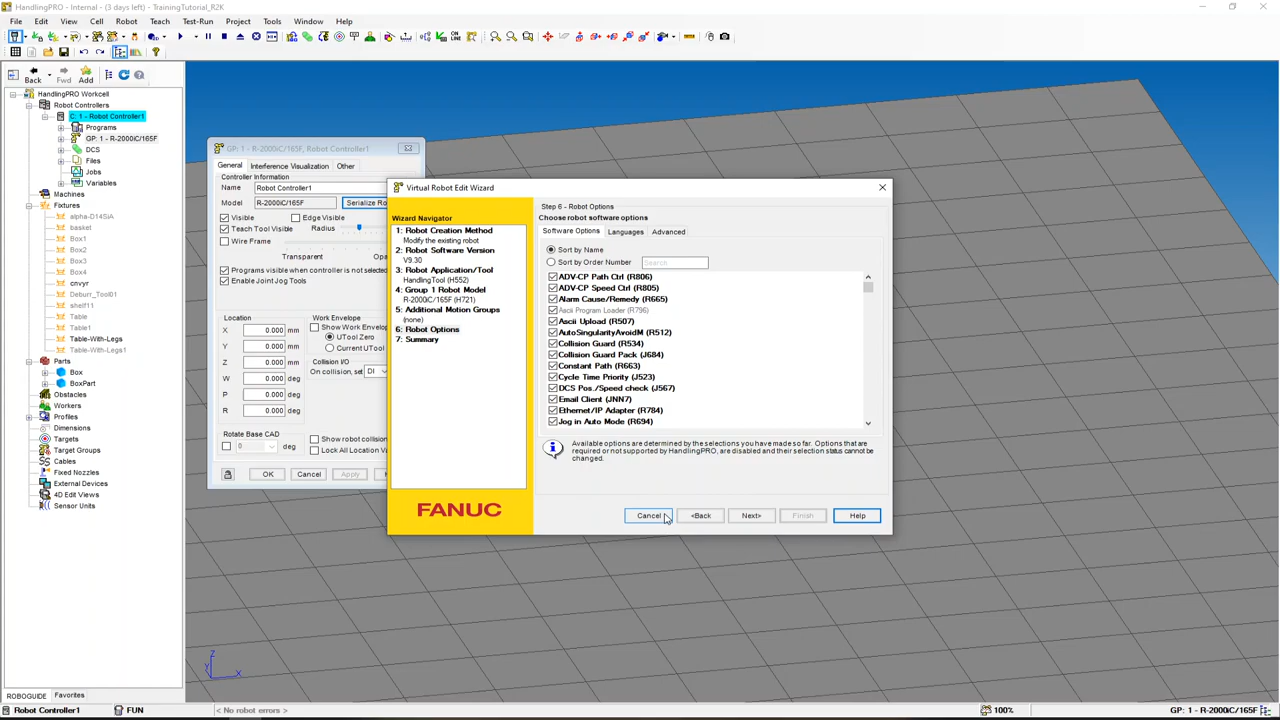 HandlingPRO - Internal - (3 days left) - TrainingTutorial_R2K
File Edit View Cell Robot Teach Test-Run Project Tools Window Help
ON LINE
Back Fwd Add
HandlingPRO Workcell
Robot Controllers
C: 1 - Robot Controller1
Programs
GP: 1 - R-2000iC/165F
DCS
Files
Jobs
Variables
Machines
Fixtures
alpha-D14SiA
basket
Box1
Box2
Box3
Box4
cnvyr
Deburr_Tool01
shelf11
Table
Table1
Table-With-Legs
Table-With-Legs1
Parts
Box
BoxPart
Obstacles
Workers
Profiles
Dimensions
Targets
Target Groups
Cables
Fixed Nozzles
External Devices
4D Edit Views
Sensor Units
ROBOGUIDE Favorites
GP: 1 - R-2000iC/165F, Robot Controller1
General Interference Visualization Other
Controller Information
Name Robot Controller1
Model R-2000iC/165F Serialize Ro
Visible Edge Visible
Teach Tool Visible Radius
Wire Frame
Transparent Opa
Programs visible when controller is not selected
Enable Joint Jog Tools
Location Work Envelope
X 0.000 mm Show Work Envelop
Y 0.000 mm UTool Zero
Z 0.000 mm Current UTool
W 0.000 deg Collision I/O
P 0.000 deg On collision, set DI
R 0.000 deg
Rotate Base CAD
0 deg
Show robot collision
Lock All Location Va
OK Cancel Apply H
Virtual Robot Edit Wizard
Wizard Navigator
1: Robot Creation Method
Modify the existing robot
2: Robot Software Version
V9.30
3: Robot Application/Tool
HandlingTool (H552)
4: Group 1 Robot Model
R-2000iC/165F (H721)
5: Additional Motion Groups
(none)
6: Robot Options
7: Summary
FANUC
Step 6 - Robot Options
Choose robot software options
Software Options Languages Advanced
Sort by Name
Sort by Order Number Search
ADV-CP Path Ctrl (R806)
ADV-CP Speed Ctrl (R805)
Alarm Cause/Remedy (R665)
Ascii Program Loader (R796)
Ascii Upload (R507)
AutoSingularityAvoidM (R512)
Collision Guard (R534)
Collision Guard Pack (J684)
Constant Path (R663)
Cycle Time Priority (J523)
DCS Pos./Speed check (J567)
Email Client (JNN7)
Ethernet/IP Adapter (R784)
Jog in Auto Mode (R694)
Available options are determined by the selections you have made so far. Options that are
required or not supported by HandlingPRO, are disabled and their selection status cannot be
changed.
Cancel <Back Next> Finish Help
Z
Y
X
Robot Controller1 FUN < No robot errors > 100% GP: 1 - R-2000iC/165F